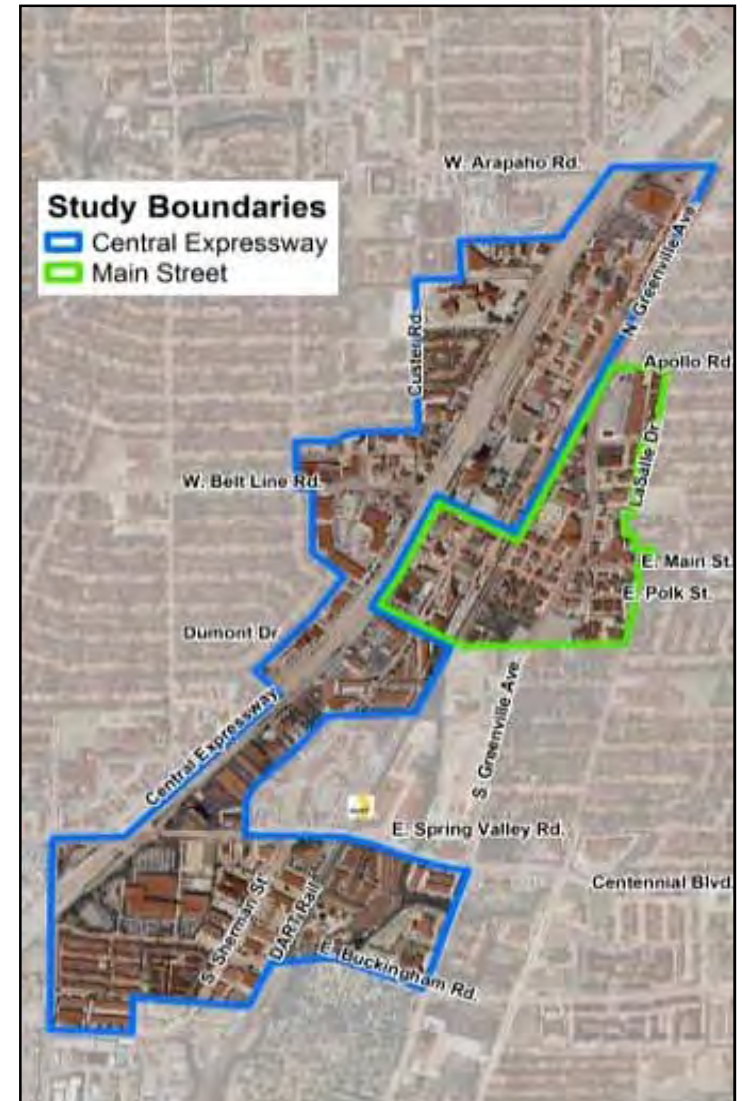 W. Arapaho Rd.
Study Boundaries
Central Expressway
Main Street
N. Greenville Ave.
Custer Rd.
Apollo Rd
LaSalle Dr
W. Belt Line Rd.
E. Main St.
E. Polk St.
Dumont Dr
S. Greenville Ave.
Central Expressway
E. Spring Valley Rd.
Centennial Blvd.
S. Sherman St.
DART Rail
E. Buckingham Rd.